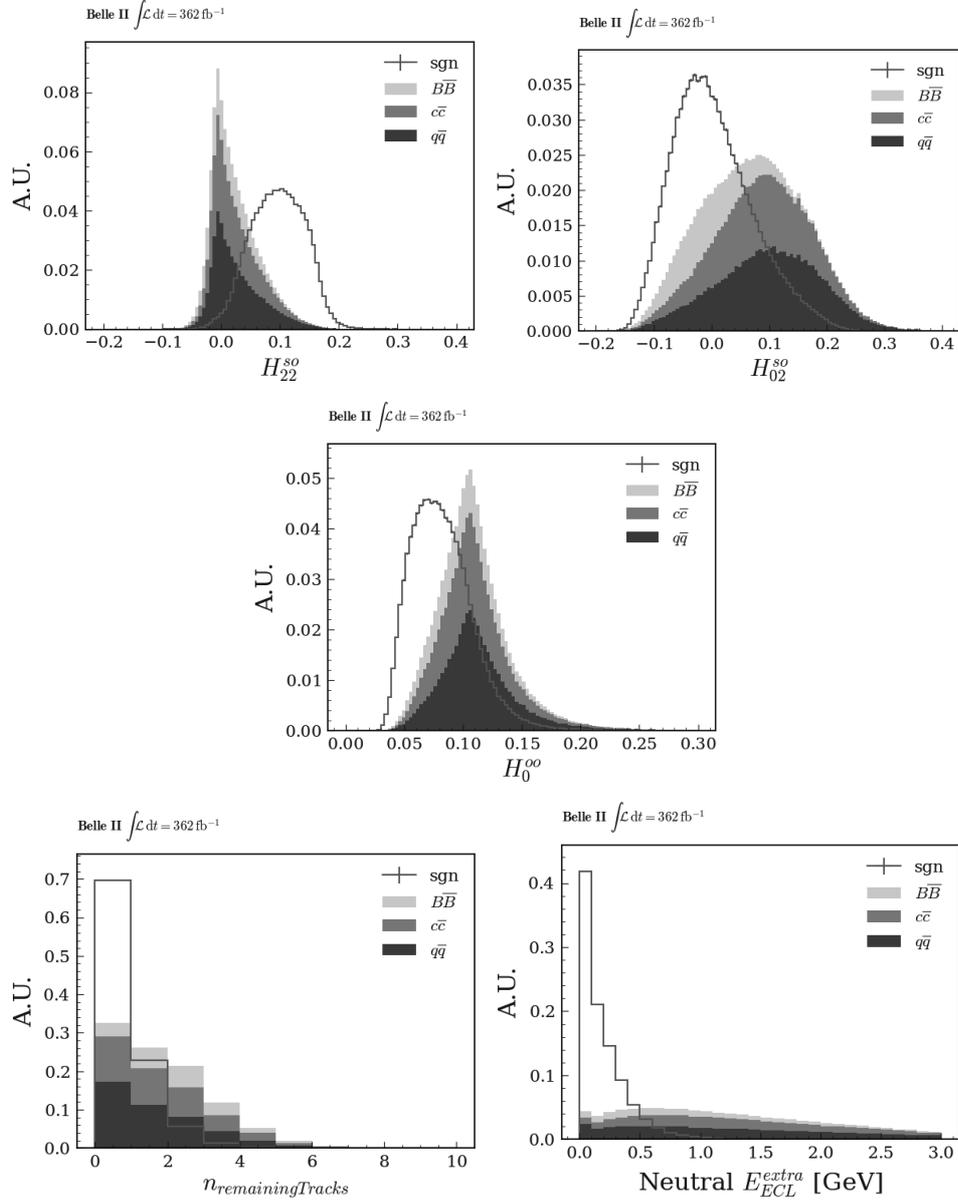 Belle II ∫ℒ dt = 362 fb⁻¹
sgn
BB̅
cc̅
qq̅
A.U.
0.08
0.06
0.04
0.02
0.00
−0.2 −0.1 0.0 0.1 0.2 0.3 0.4
H₂₂ˢᵒ
Belle II ∫ℒ dt = 362 fb⁻¹
sgn
BB̅
cc̅
qq̅
A.U.
0.035
0.030
0.025
0.020
0.015
0.010
0.005
0.000
−0.2 −0.1 0.0 0.1 0.2 0.3 0.4
H₀₂ˢᵒ
Belle II ∫ℒ dt = 362 fb⁻¹
sgn
BB̅
cc̅
qq̅
A.U.
0.05
0.04
0.03
0.02
0.01
0.00
0.00 0.05 0.10 0.15 0.20 0.25 0.30
H₀ᵒᵒ
Belle II ∫ℒ dt = 362 fb⁻¹
sgn
BB̅
cc̅
qq̅
A.U.
0.7
0.6
0.5
0.4
0.3
0.2
0.1
0.0
0 2 4 6 8 10
n_remainingTracks
Belle II ∫ℒ dt = 362 fb⁻¹
sgn
BB̅
cc̅
qq̅
A.U.
0.4
0.3
0.2
0.1
0.0
0.0 0.5 1.0 1.5 2.0 2.5 3.0
Neutral E_ECL^extra [GeV]